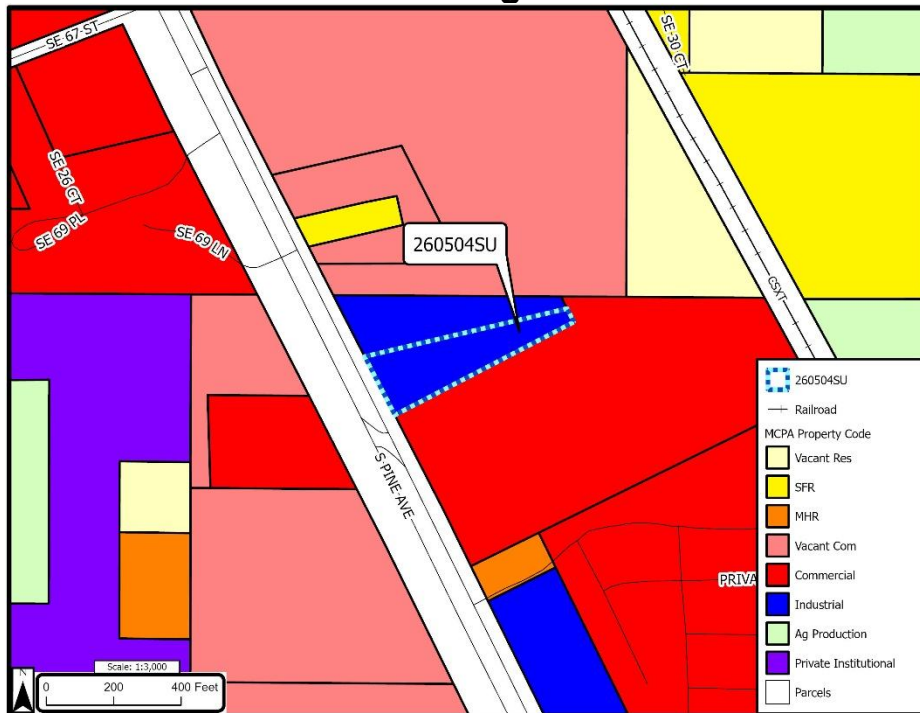 SE 67 ST
SE 30 CT
SE 26 CT
SE 69 PL
SE 69 LN
260504SU
CSXT
S PINE AVE
PRIVA
260504SU
Railroad
MCPA Property Code
Vacant Res
SFR
MHR
Vacant Com
Commercial
Industrial
Ag Production
Private Institutional
Parcels
Scale: 1:3,000
N
0 200 400 Feet